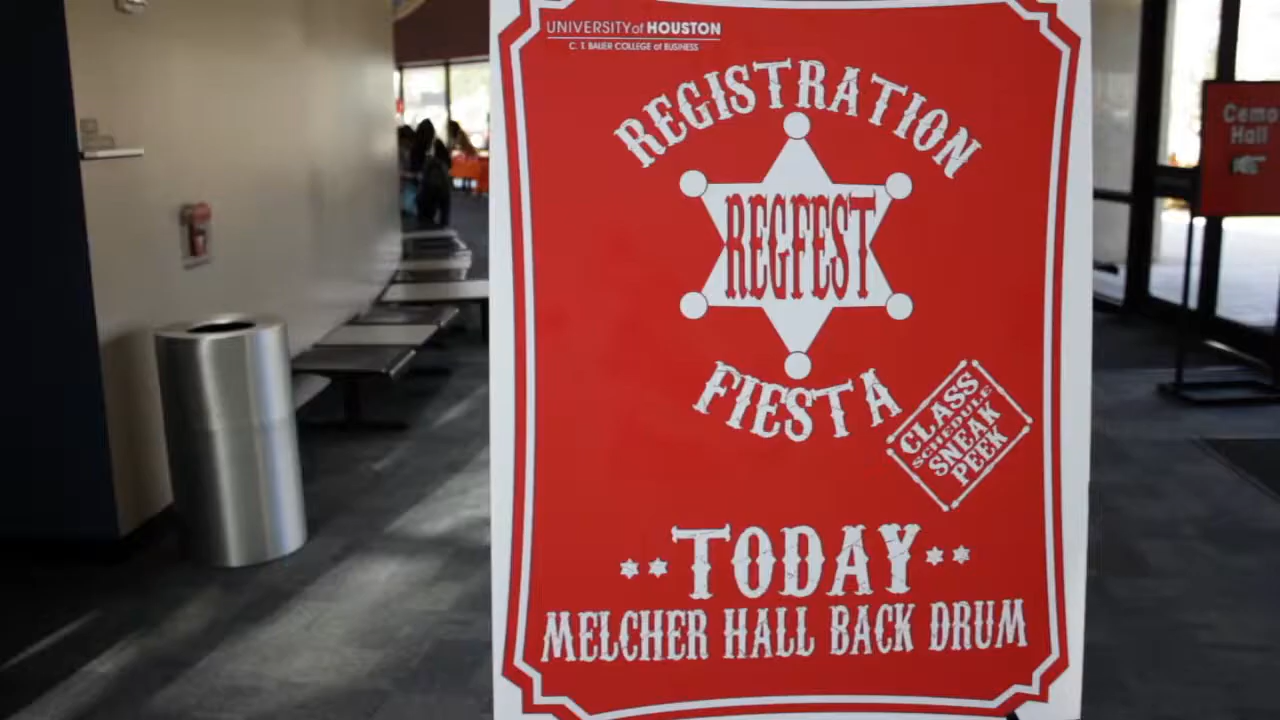 UNIVERSITY of HOUSTON
C. T. BAUER COLLEGE of BUSINESS
REGISTRATION
REGFEST
FIESTA
CLASS
SCHEDULE
SNEAK
PEEK
TODAY
MELCHER HALL BACK DRUM
Cemo
Hall